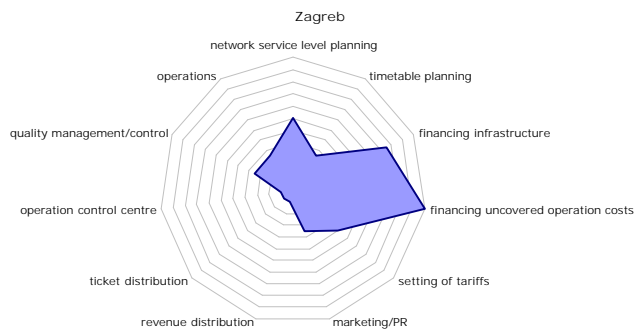 Zagreb
network service level planning
operations
timetable planning
quality management/control
financing infrastructure
operation control centre
financing uncovered operation costs
ticket distribution
setting of tariffs
revenue distribution
marketing/PR